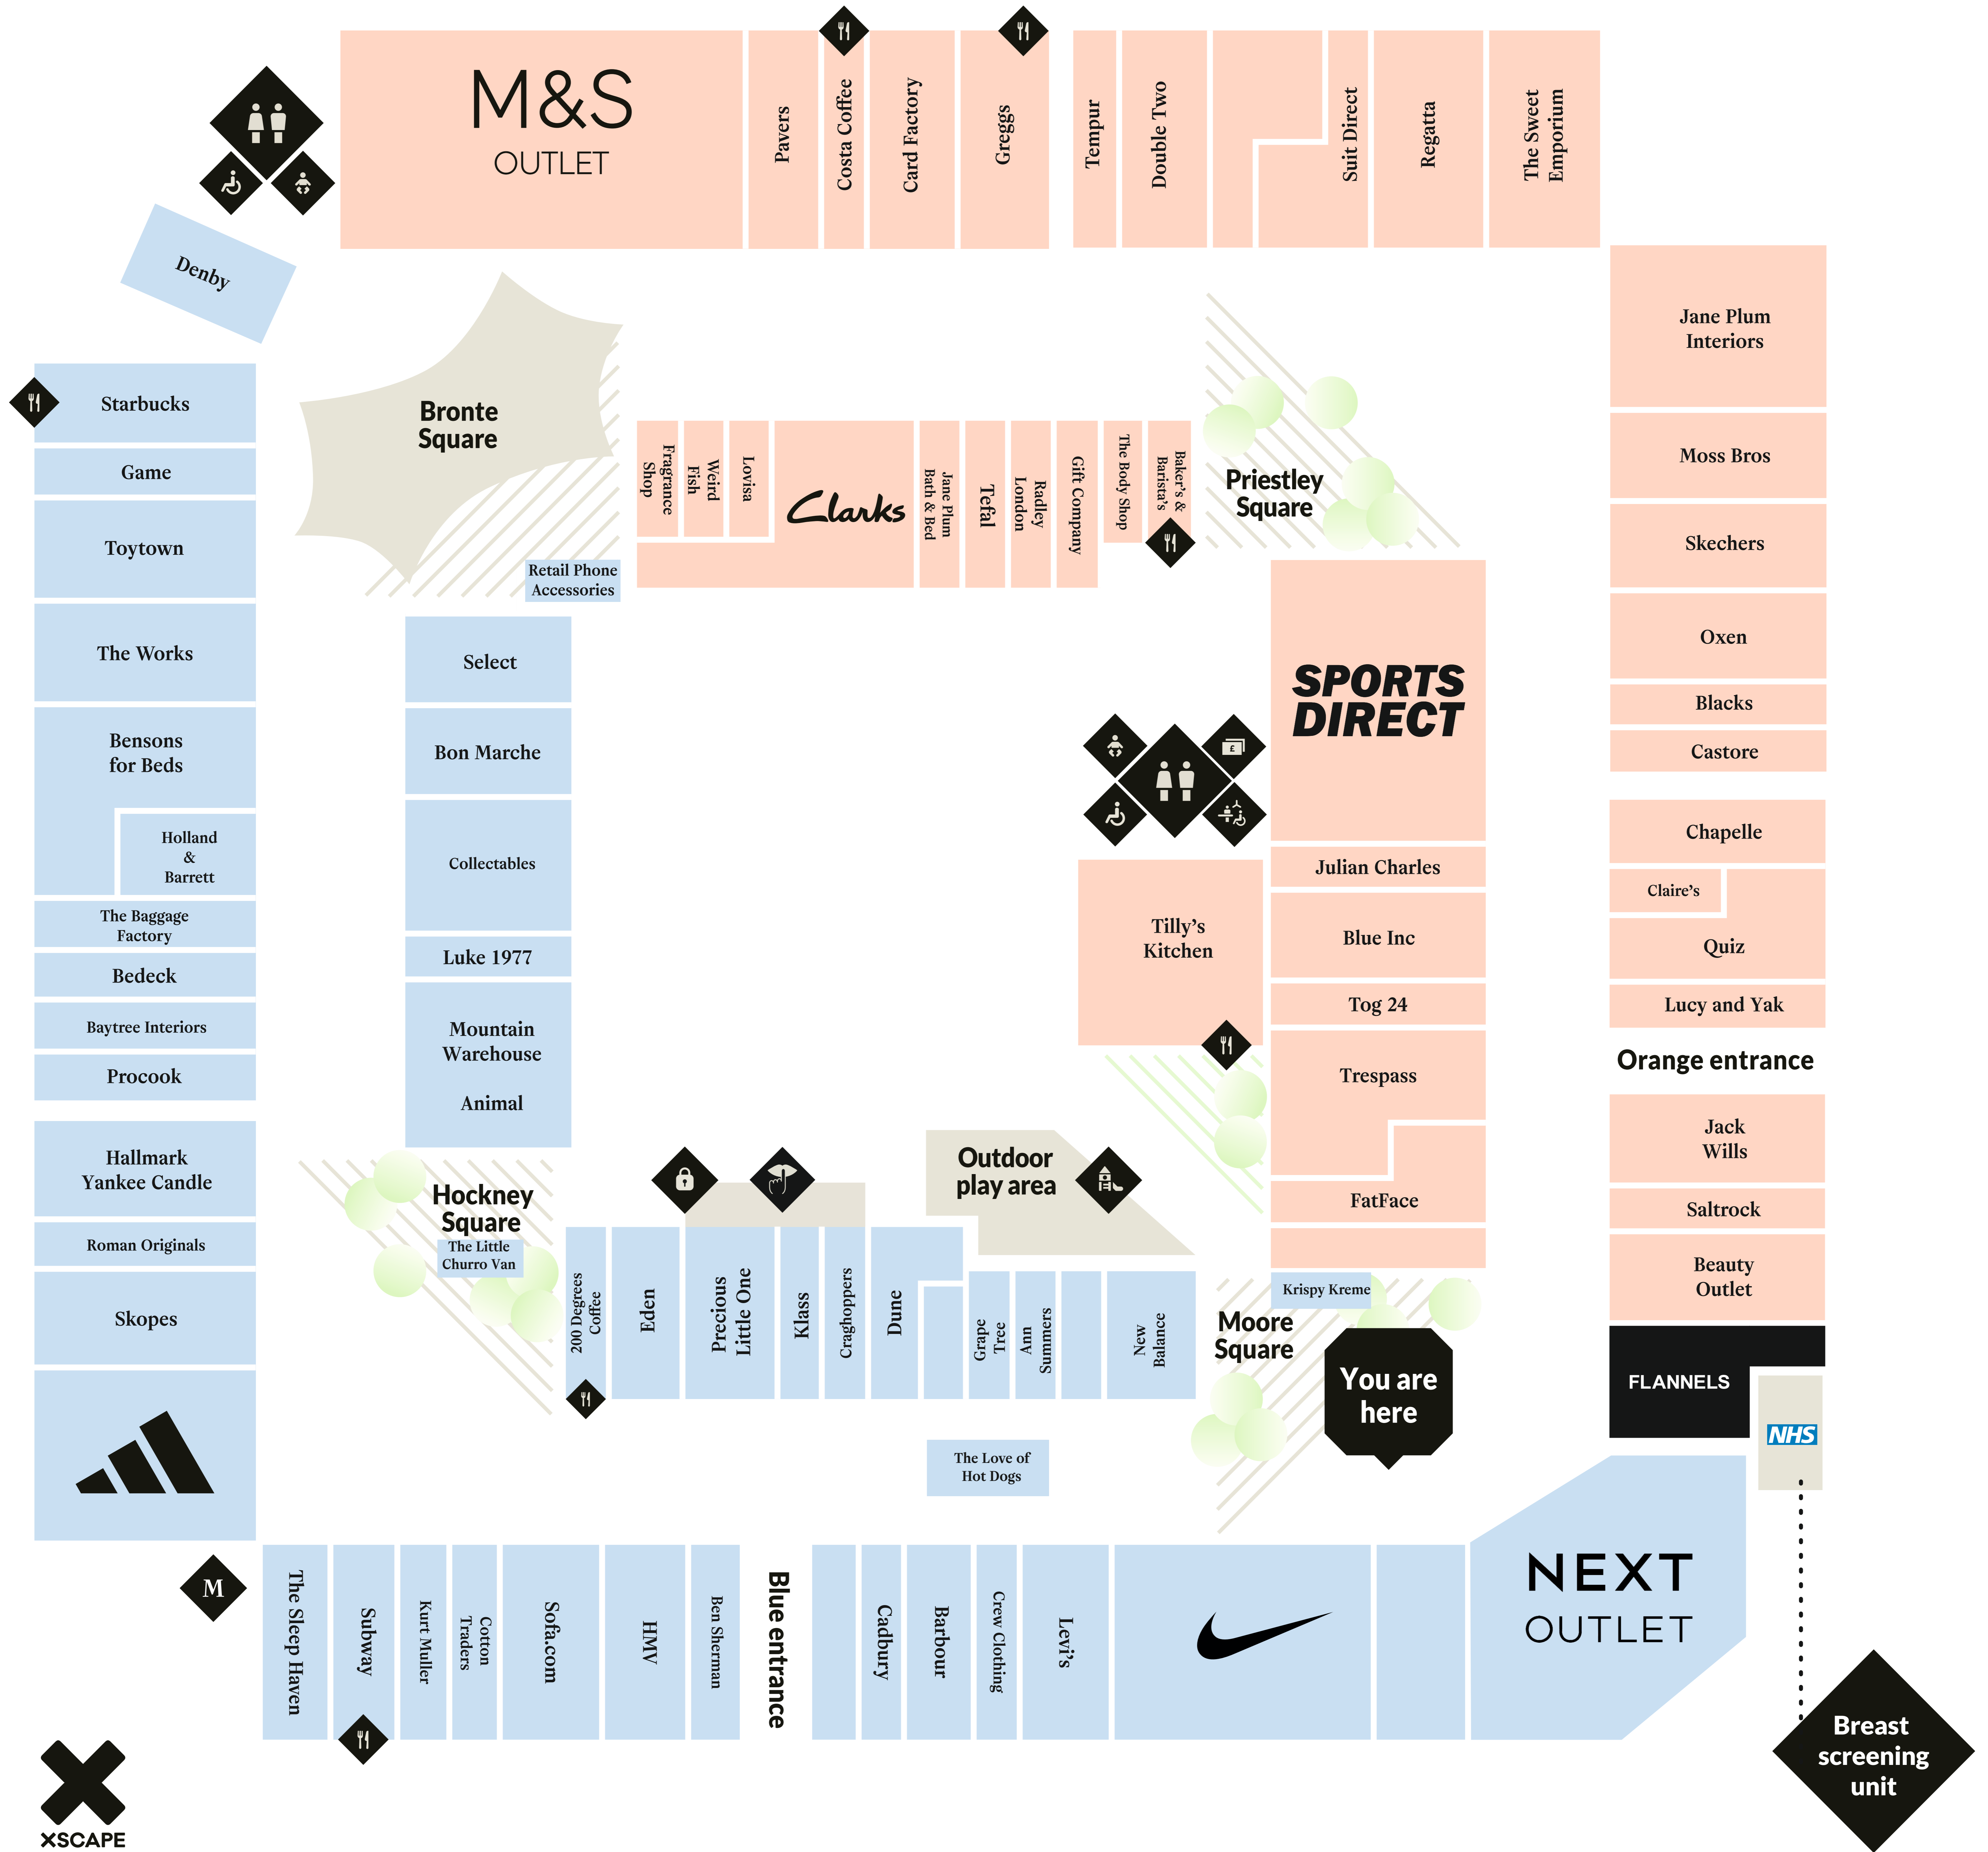 M&S
OUTLET
Pavers
Costa Coffee
Card Factory
Greggs
Tempur
Double Two
Suit Direct
Regatta
The Sweet
Emporium
Denby
Starbucks
Game
Toytown
The Works
Bensons
for Beds
Holland
&
Barrett
The Baggage
Factory
Bedeck
Baytree Interiors
Procook
Hallmark
Yankee Candle
Roman Originals
Skopes
Bronte
Square
Retail Phone
Accessories
Select
Bon Marche
Collectables
Luke 1977
Mountain
Warehouse
Animal
Fragrance
Shop
Weird
Fish
Lovisa
Clarks
Jane Plum
Bath & Bed
Tefal
Radley
London
Gift Company
The Body Shop
Baker's &
Barista's
Priestley
Square
SPORTS
DIRECT
£
Julian Charles
Tilly's
Kitchen
Blue Inc
Tog 24
Trespass
FatFace
Krispy Kreme
Jane Plum
Interiors
Moss Bros
Skechers
Oxen
Blacks
Castore
Chapelle
Claire's
Quiz
Lucy and Yak
Orange entrance
Jack
Wills
Saltrock
Beauty
Outlet
FLANNELS
NHS
Hockney
Square
The Little
Churro Van
Outdoor
play area
200 Degrees
Coffee
Eden
Precious
Little One
Klass
Craghoppers
Dune
Grape
Tree
Ann
Summers
New
Balance
Moore
Square
You are
here
The Love of
Hot Dogs
M
The Sleep Haven
Subway
Kurt Muller
Cotton
Traders
Sofa.com
HMV
Ben Sherman
Blue entrance
Cadbury
Barbour
Crew Clothing
Levi's
NEXT
OUTLET
Breast
screening
unit
XSCAPE